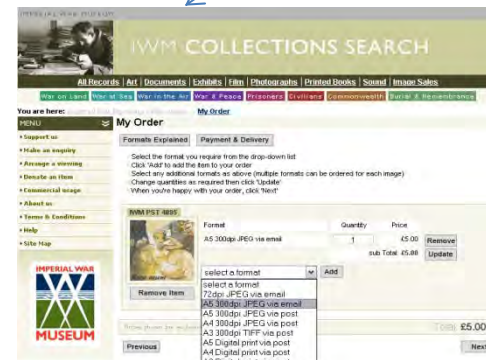 IMPERIAL WAR MUSEUM
IWM COLLECTIONS SEARCH
All Records | Art | Documents | Exhibits | Film | Photographs | Printed Books | Sound | Image Sales
War on Land War at Sea War in the Air War & Peace Prisoners Civilians Commonwealth Burial & Remembrance
You are here: My Order
MENU
My Order
Support us
Make an enquiry
Arrange a viewing
Donate an item
Commercial usage
About us
Terms & Conditions
Help
Site Map
IMPERIAL WAR
MUSEUM
Formats Explained Payment & Delivery
Select the format you require from the drop-down list
Click 'Add' to add the item to your order
Select any additional formats as above (multiple formats can be ordered for each image)
Change quantities as required then click 'Update'
When you're happy with your order, click 'Next'
IWM PST 4895
Format Quantity Price
A5 300dpi JPEG via email 1 £5.00 Remove
sub Total £5.00 Update
select a format Add
Remove Item
select a format
72dpi JPEG via email
A5 300dpi JPEG via email
A5 300dpi JPEG via post
A4 300dpi JPEG via post
A3 300dpi TIFF via post
A5 Digital print via post
A4 Digital print via post
£5.00
Previous Next